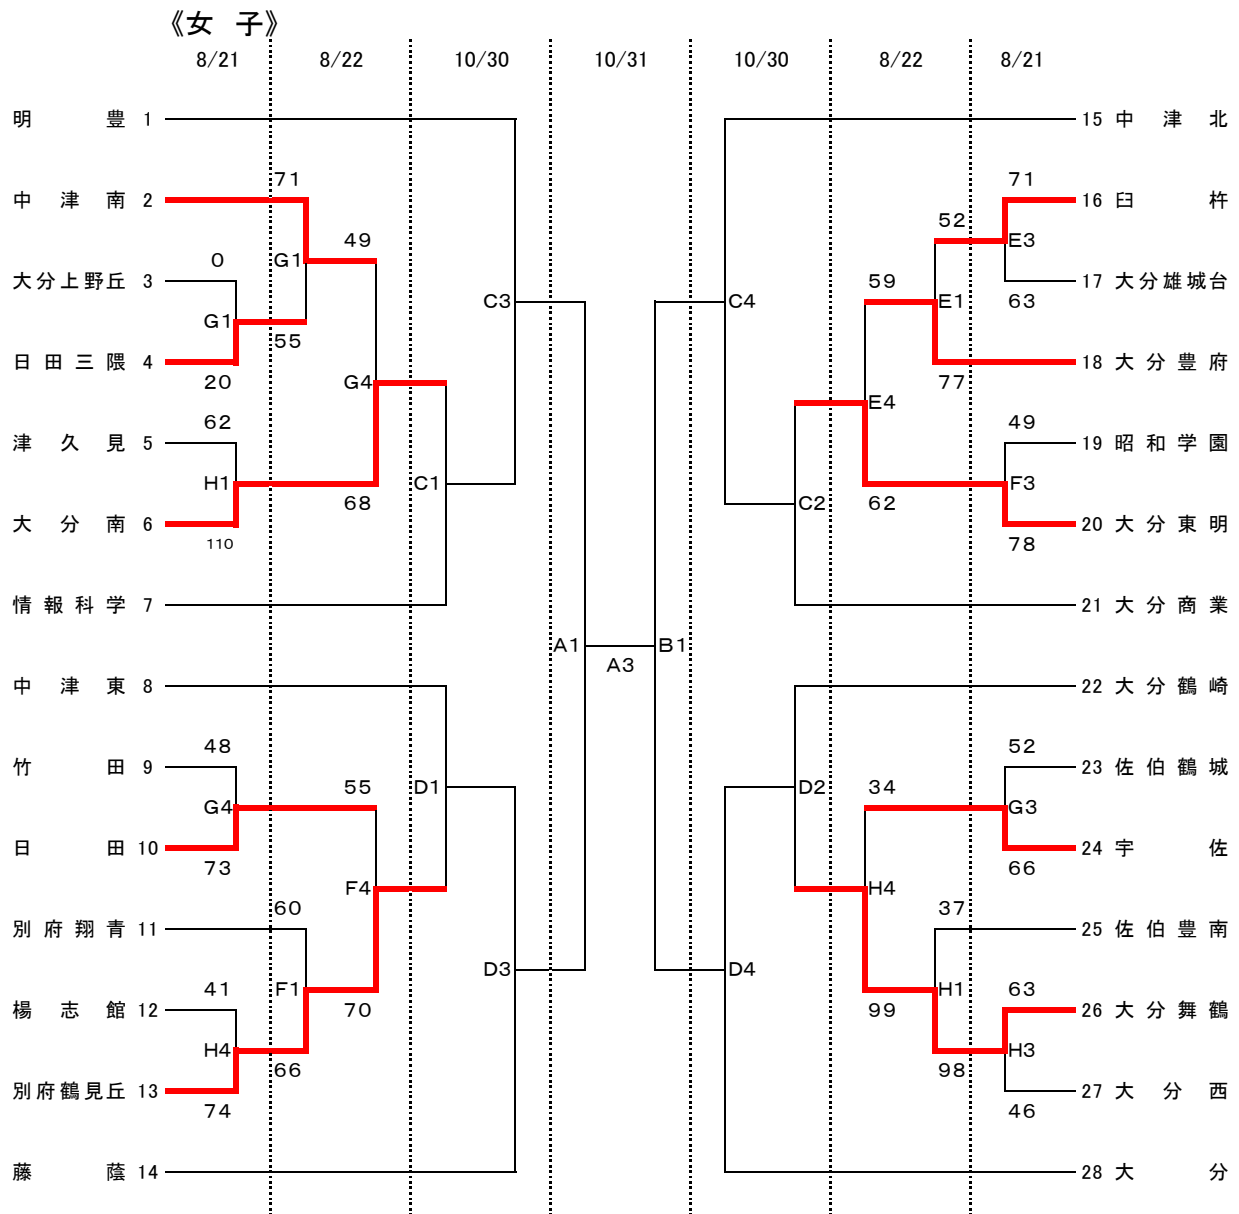 《女 子》
8/21 8/22 10/30 10/31 10/30 8/22 8/21
明 豊 1
15 中 津 北
71
71
中 津 南 2
16 臼 杵
52
49
E3
0
G1
大分上野丘 3
59
17 大分雄城台
C3
C4
E1
63
G1
55
日田三隈 4
18 大分豊府
20
G4
77
E4
62
49
津 久 見 5
19 昭和学園
H1
C1
F3
68
C2
62
大 分 南 6
20 大分東明
110
78
情報科学 7
21 大分商業
A1
B1
A3
中 津 東 8
22 大分鶴崎
48
52
竹 田 9
23 佐伯鶴城
55
D1
D2
34
G4
G3
日 田 10
24 宇 佐
73
66
F4
H4
60
37
別府翔青 11
25 佐伯豊南
D3
D4
41
F1
H1
63
70
99
楊 志 館 12
26 大分舞鶴
H4
H3
66
98
別府鶴見丘 13
27 大 分 西
74
46
藤 蔭 14
28 大 分